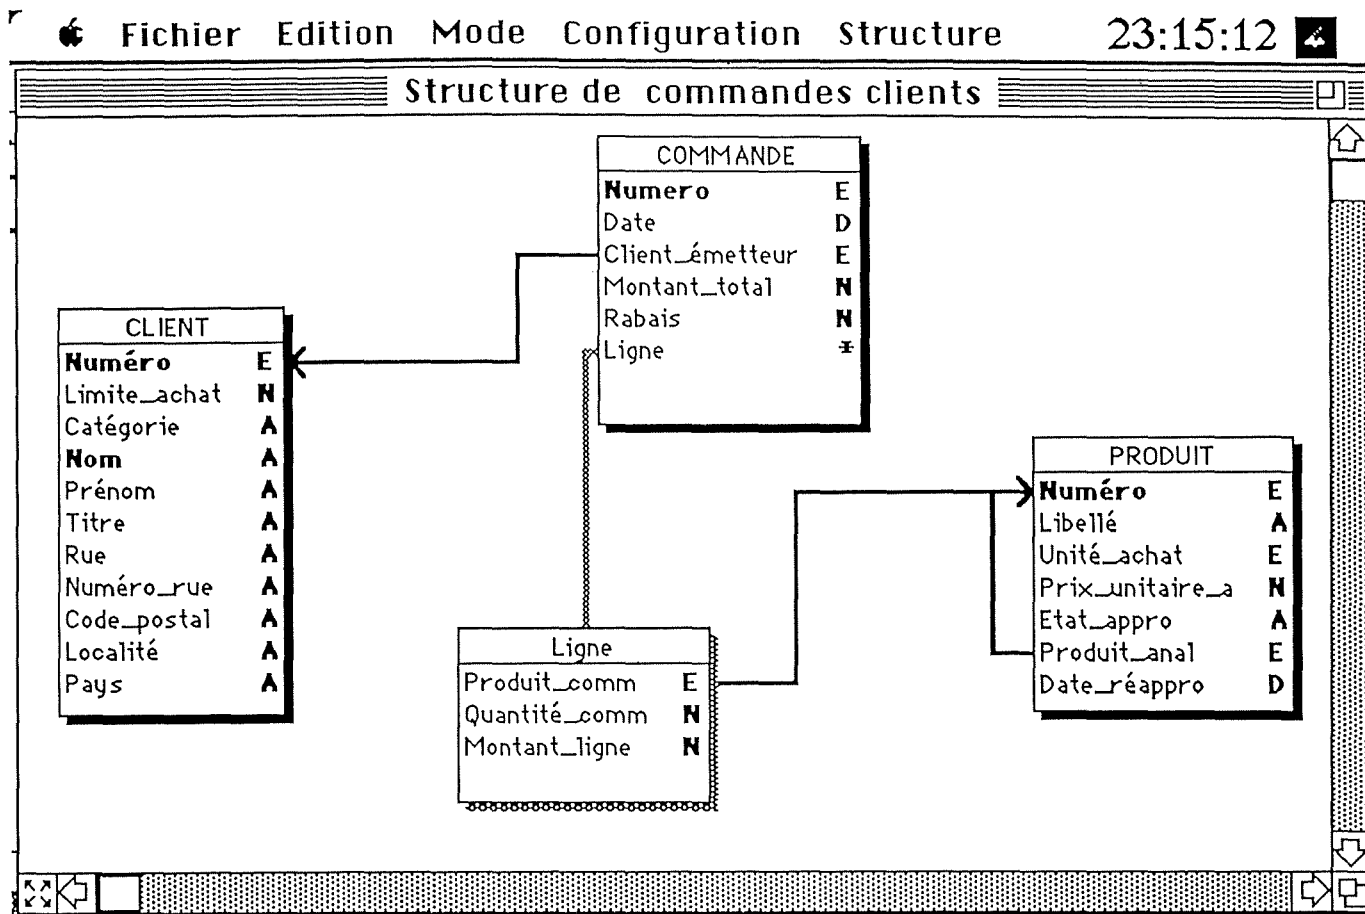 Fichier Edition Mode Configuration Structure 23:15:12
Structure de commandes clients
COMMANDE
Numero E
Date D
Client_émetteur E
Montant_total N
Rabais N
Ligne *
CLIENT
Numéro E
Limite_achat N
Catégorie A
Nom A
Prénom A
Titre A
Rue A
Numéro_rue A
Code_postal A
Localité A
Pays A
PRODUIT
Numéro E
Libellé A
Unité_achat E
Prix_unitaire_a N
Etat_appro A
Produit_anal E
Date_réappro D
Ligne
Produit_comm E
Quantité_comm N
Montant_ligne N